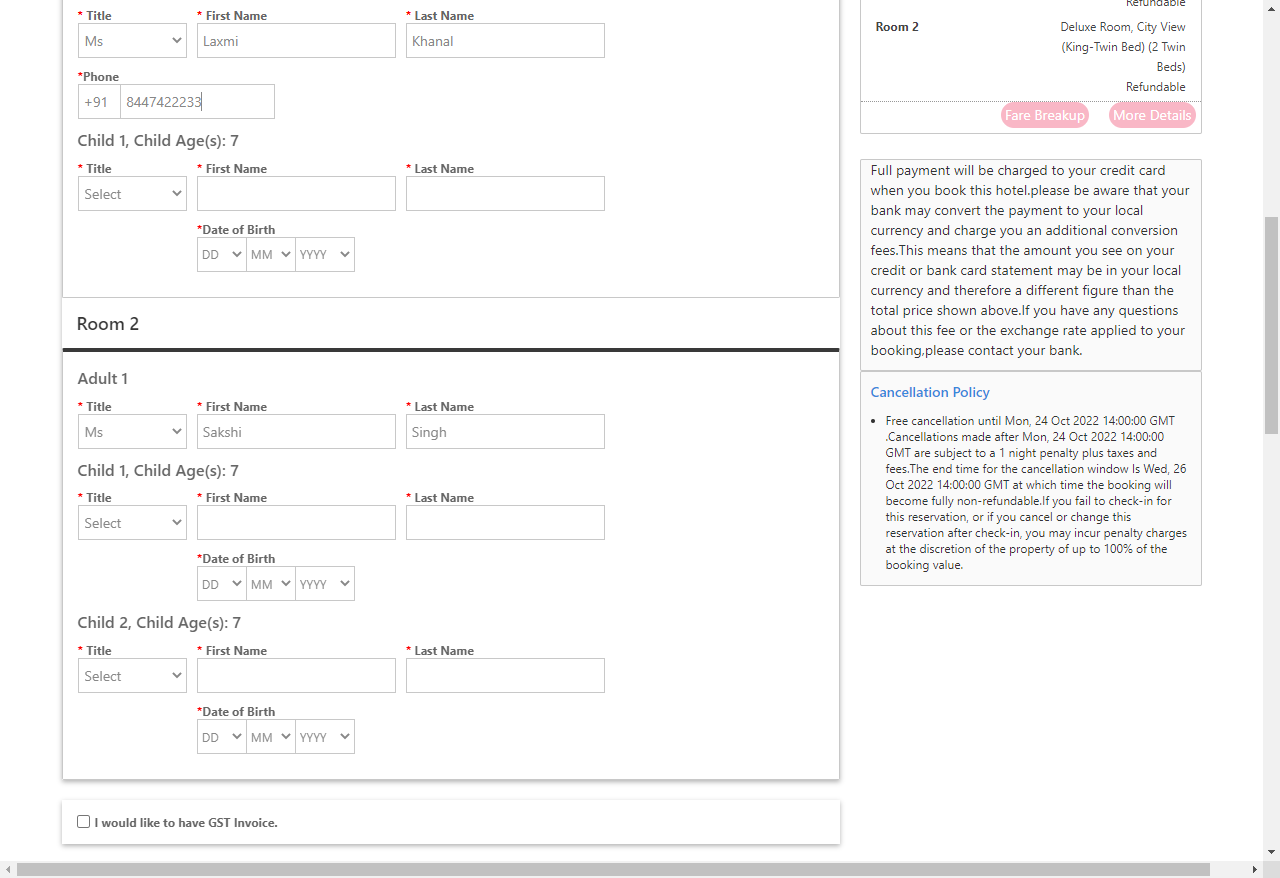 * Title * First Name * Last Name
Ms Laxmi Khanal
*Phone
+91 8447422233
Child 1, Child Age(s): 7
* Title * First Name * Last Name
Select
*Date of Birth
DD MM YYYY
Room 2
Adult 1
* Title * First Name * Last Name
Ms Sakshi Singh
Child 1, Child Age(s): 7
* Title * First Name * Last Name
Select
*Date of Birth
DD MM YYYY
Child 2, Child Age(s): 7
* Title * First Name * Last Name
Select
*Date of Birth
DD MM YYYY
I would like to have GST Invoice.
Refundable
Room 2 Deluxe Room, City View
(King-Twin Bed) (2 Twin
Beds)
Refundable
Fare Breakup More Details
Full payment will be charged to your credit card
when you book this hotel.please be aware that your
bank may convert the payment to your local
currency and charge you an additional conversion
fees.This means that the amount you see on your
credit or bank card statement may be in your local
currency and therefore a different figure than the
total price shown above.If you have any questions
about this fee or the exchange rate applied to your
booking,please contact your bank.
Cancellation Policy
• Free cancellation until Mon, 24 Oct 2022 14:00:00 GMT
.Cancellations made after Mon, 24 Oct 2022 14:00:00
GMT are subject to a 1 night penalty plus taxes and
fees.The end time for the cancellation window Is Wed, 26
Oct 2022 14:00:00 GMT at which time the booking will
become fully non-refundable.If you fail to check-in for
this reservation, or if you cancel or change this
reservation after check-in, you may incur penalty charges
at the discretion of the property of up to 100% of the
booking value.